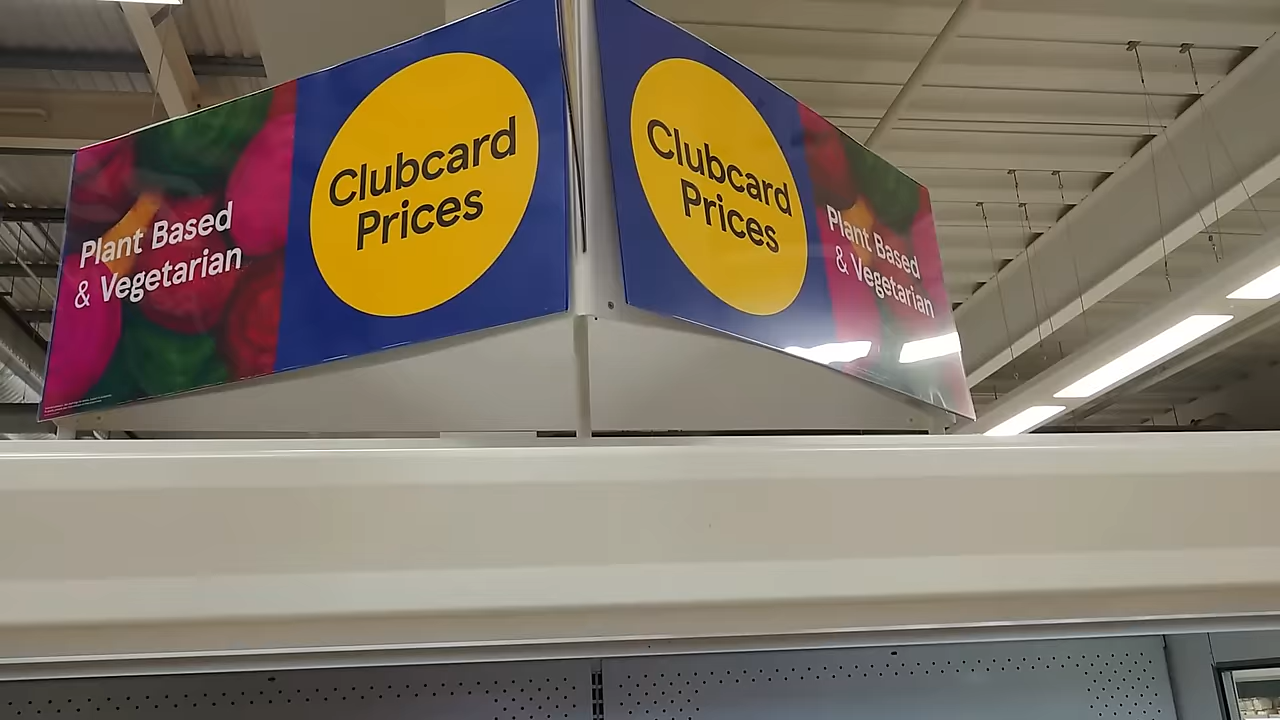 Plant Based
& Vegetarian
Clubcard
Prices
Clubcard
Prices
Plant Based
& Vegetarian